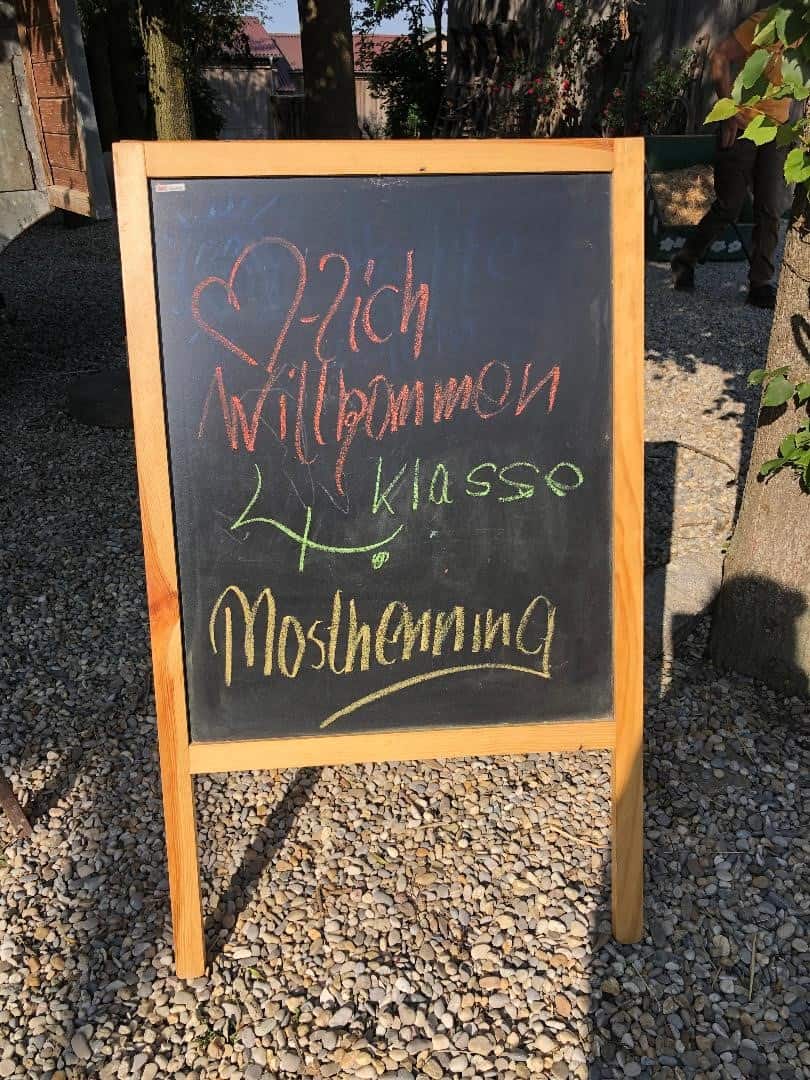 ♡-lich
Willkommen
4. Klasse
Mosthenning